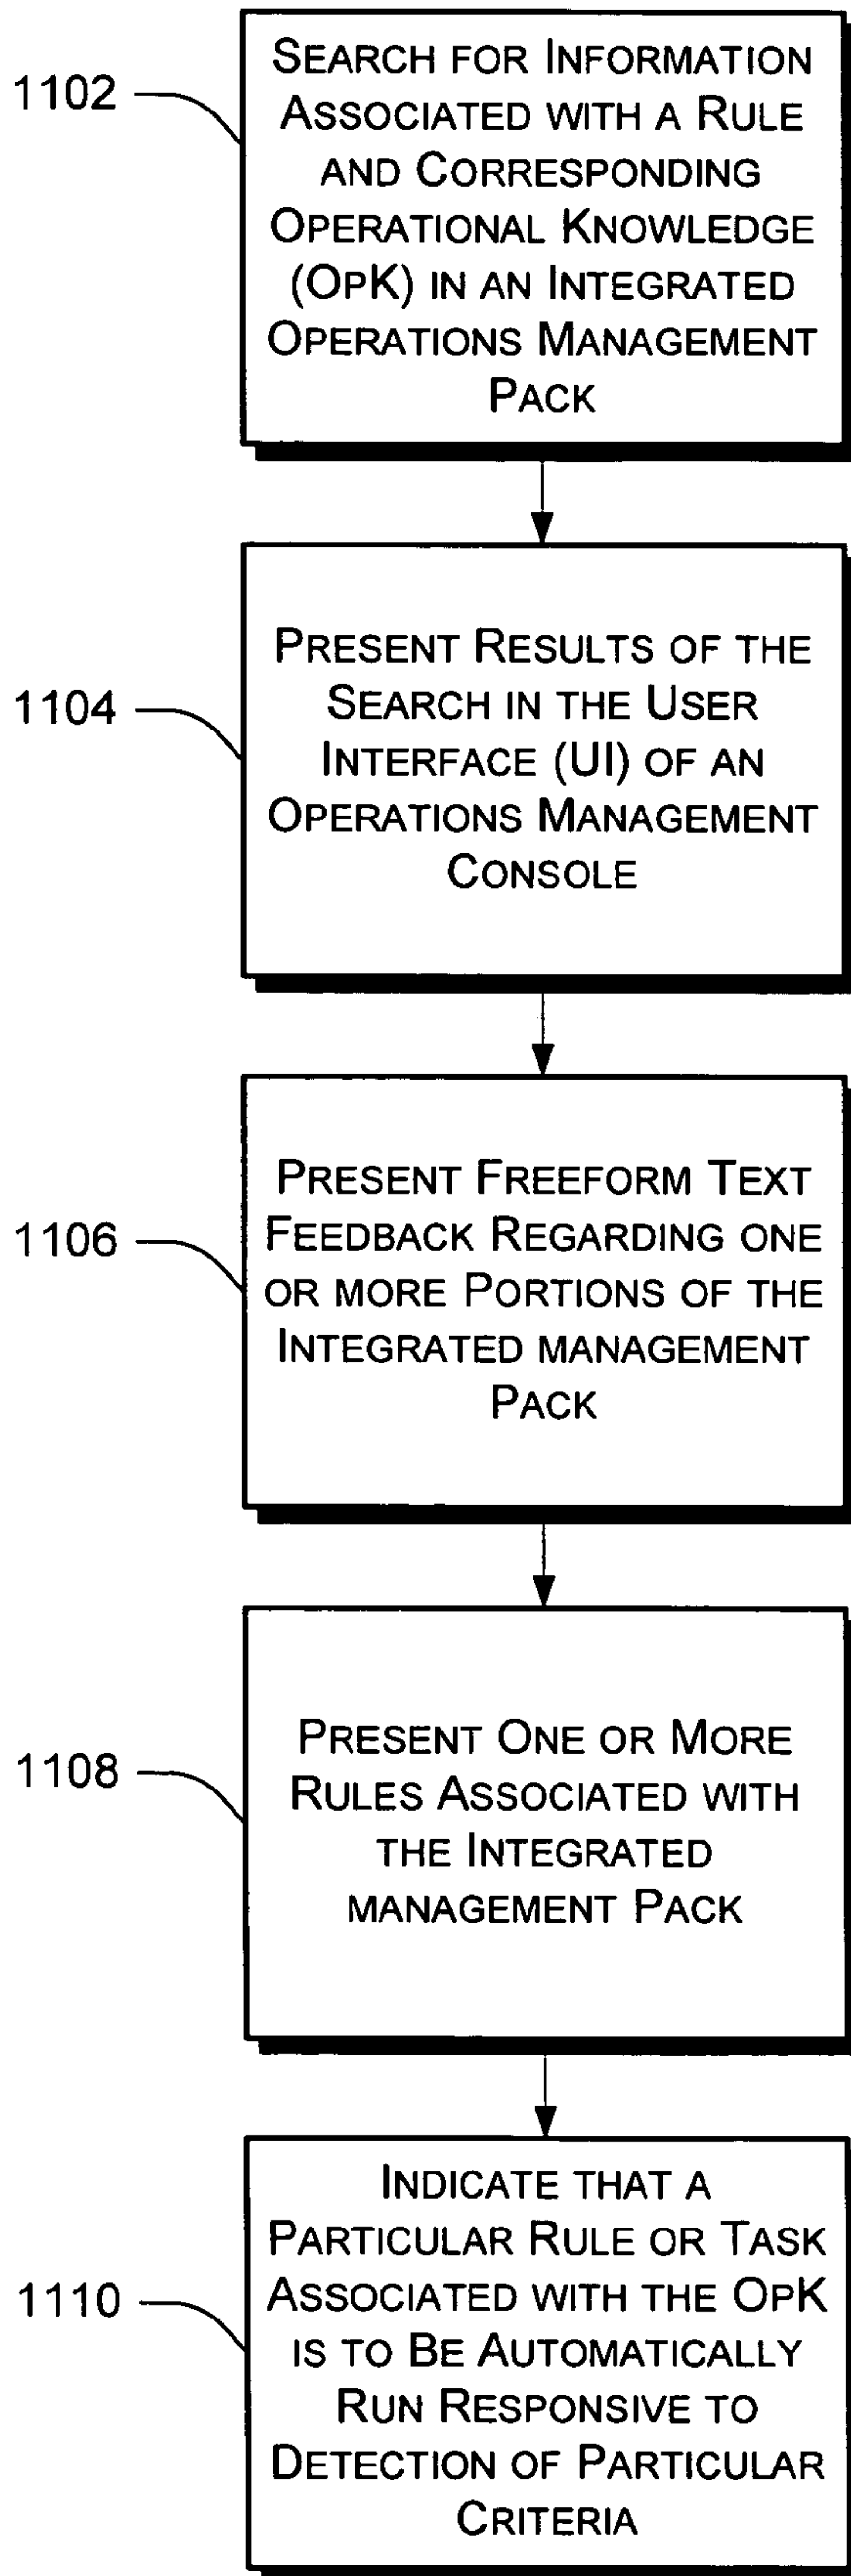 1102
SEARCH FOR INFORMATION
ASSOCIATED WITH A RULE
AND CORRESPONDING
OPERATIONAL KNOWLEDGE
(OPK) IN AN INTEGRATED
OPERATIONS MANAGEMENT
PACK
1104
PRESENT RESULTS OF THE
SEARCH IN THE USER
INTERFACE (UI) OF AN
OPERATIONS MANAGEMENT
CONSOLE
1106
PRESENT FREEFORM TEXT
FEEDBACK REGARDING ONE
OR MORE PORTIONS OF THE
INTEGRATED MANAGEMENT
PACK
1108
PRESENT ONE OR MORE
RULES ASSOCIATED WITH
THE INTEGRATED
MANAGEMENT PACK
1110
INDICATE THAT A
PARTICULAR RULE OR TASK
ASSOCIATED WITH THE OPK
IS TO BE AUTOMATICALLY
RUN RESPONSIVE TO
DETECTION OF PARTICULAR
CRITERIA